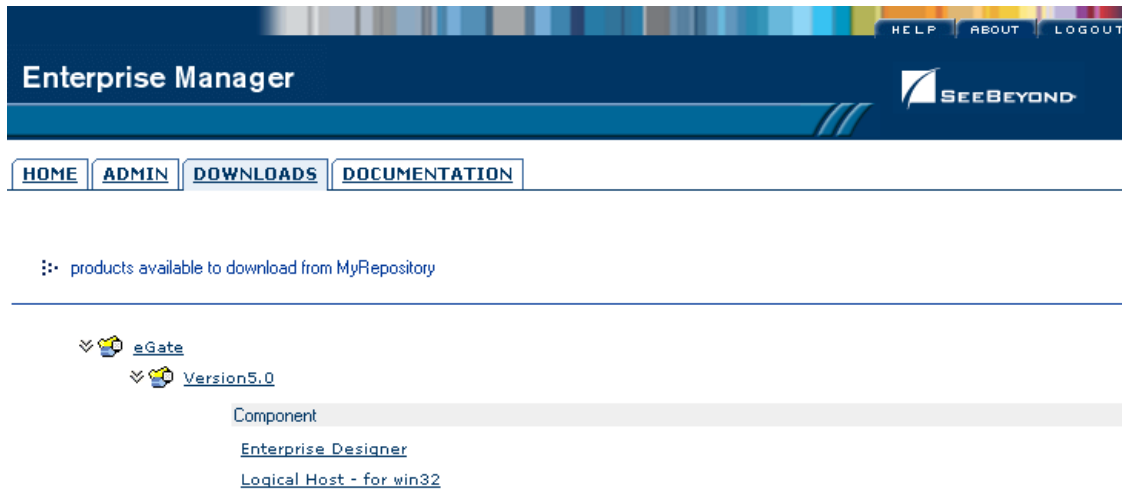 HELP ABOUT LOGOUT
Enterprise Manager
SEEBEYOND
HOME ADMIN DOWNLOADS DOCUMENTATION
products available to download from MyRepository
eGate
Version5.0
Component
Enterprise Designer
Logical Host - for win32